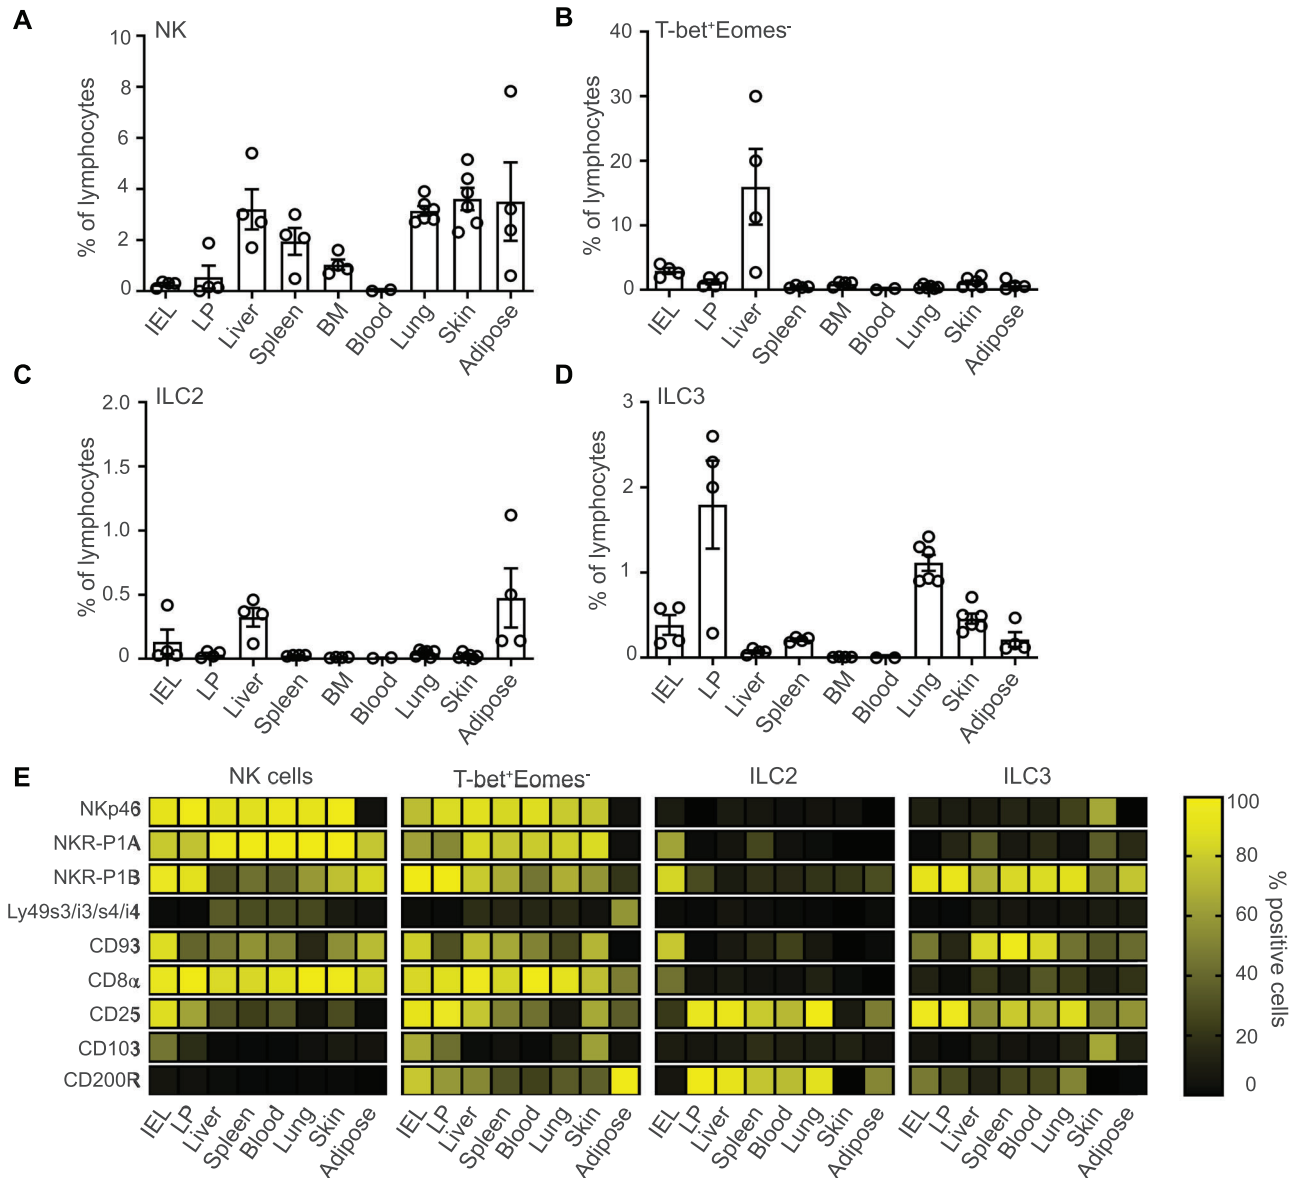 A
NK
% of lymphocytes
10
8
6
4
2
0
IEL
LP
Liver
Spleen
BM
Blood
Lung
Skin
Adipose
B
T-bet⁺Eomes⁻
% of lymphocytes
40
30
20
10
0
IEL
LP
Liver
Spleen
BM
Blood
Lung
Skin
Adipose
C
ILC2
% of lymphocytes
2.0
1.5
1.0
0.5
0
IEL
LP
Liver
Spleen
BM
Blood
Lung
Skin
Adipose
D
ILC3
% of lymphocytes
3
2
1
0
IEL
LP
Liver
Spleen
BM
Blood
Lung
Skin
Adipose
E
NK cells
T-bet⁺Eomes⁻
ILC2
ILC3
NKp46
NKR-P1A
NKR-P1B
Ly49s3/i3/s4/i4
CD93
CD8α
CD25
CD103
CD200R
IEL
LP
Liver
Spleen
Blood
Lung
Skin
Adipose
IEL
LP
Liver
Spleen
Blood
Lung
Skin
Adipose
IEL
LP
Liver
Spleen
Blood
Lung
Skin
Adipose
IEL
LP
Liver
Spleen
Blood
Lung
Skin
Adipose
100
80
60
40
20
0
% positive cells